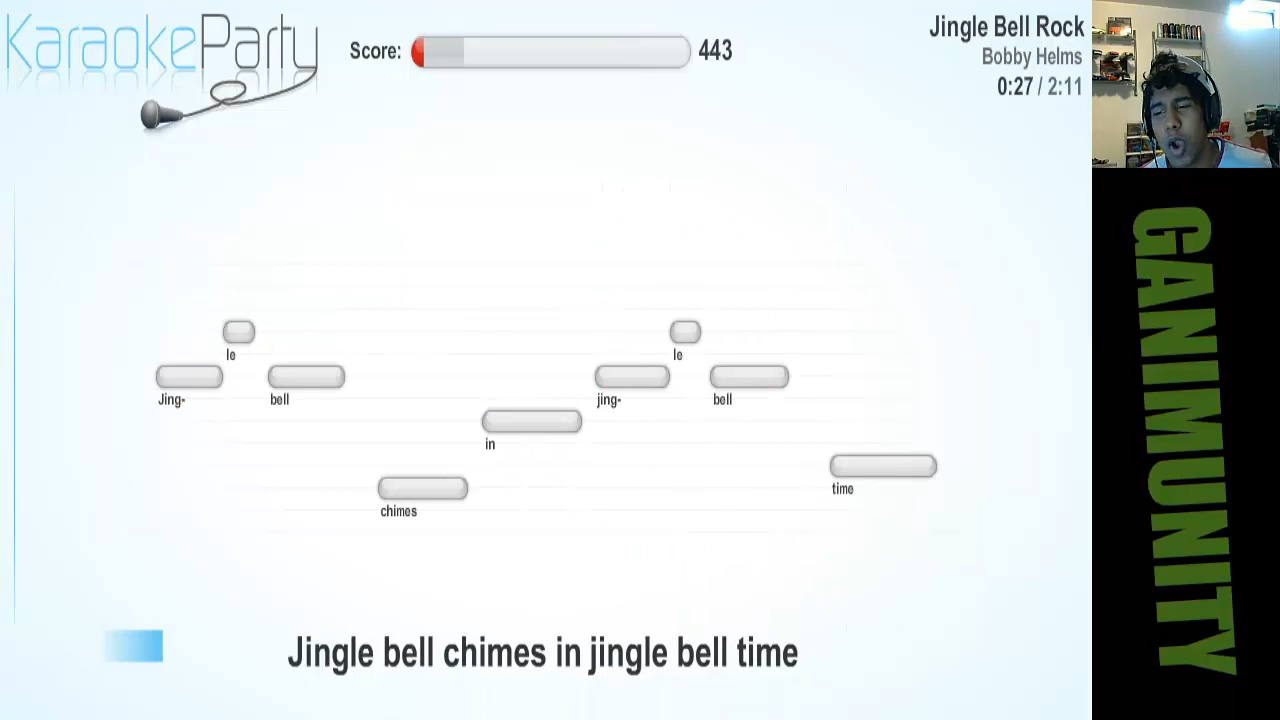 KaraokeParty
Score: 443
Jingle Bell Rock
Bobby Helms
0:27 / 2:11
le
le
Jing-
bell
jing-
bell
in
time
chimes
Jingle bell chimes in jingle bell time
GANIMUNITY